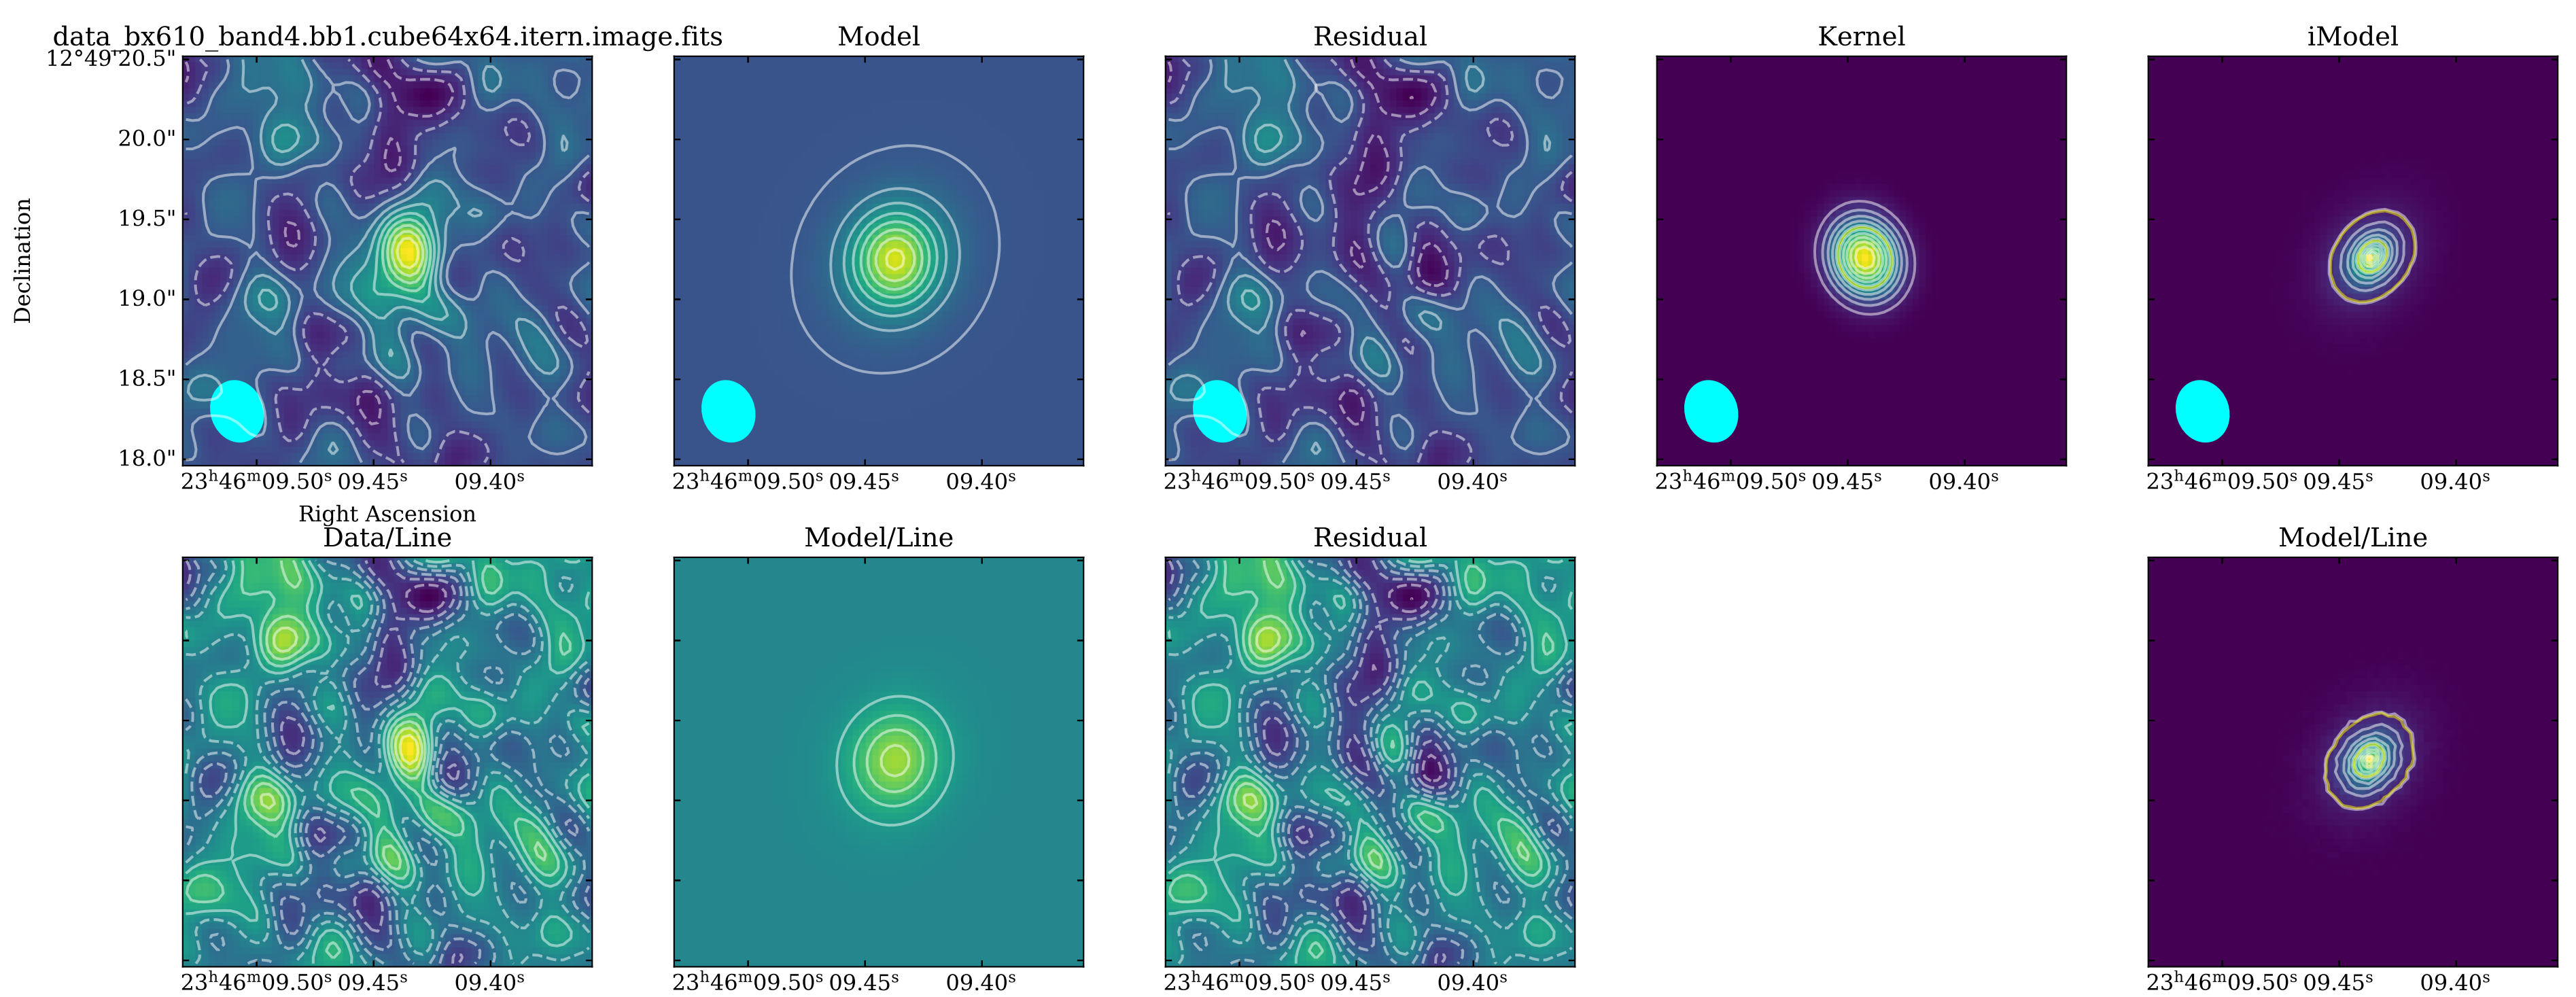 data_bx610_band4.bb1.cube64x64.itern.image.fits
Model
Residual
Kernel
iModel
12°49'20.5"
20.0"
19.5"
19.0"
18.5"
18.0"
Declination
23ʰ46ᵐ09.50ˢ 09.45ˢ 09.40ˢ
23ʰ46ᵐ09.50ˢ 09.45ˢ 09.40ˢ
23ʰ46ᵐ09.50ˢ 09.45ˢ 09.40ˢ
23ʰ46ᵐ09.50ˢ 09.45ˢ 09.40ˢ
23ʰ46ᵐ09.50ˢ 09.45ˢ 09.40ˢ
Right Ascension
Data/Line
Model/Line
Residual
Model/Line
23ʰ46ᵐ09.50ˢ 09.45ˢ 09.40ˢ
23ʰ46ᵐ09.50ˢ 09.45ˢ 09.40ˢ
23ʰ46ᵐ09.50ˢ 09.45ˢ 09.40ˢ
23ʰ46ᵐ09.50ˢ 09.45ˢ 09.40ˢ